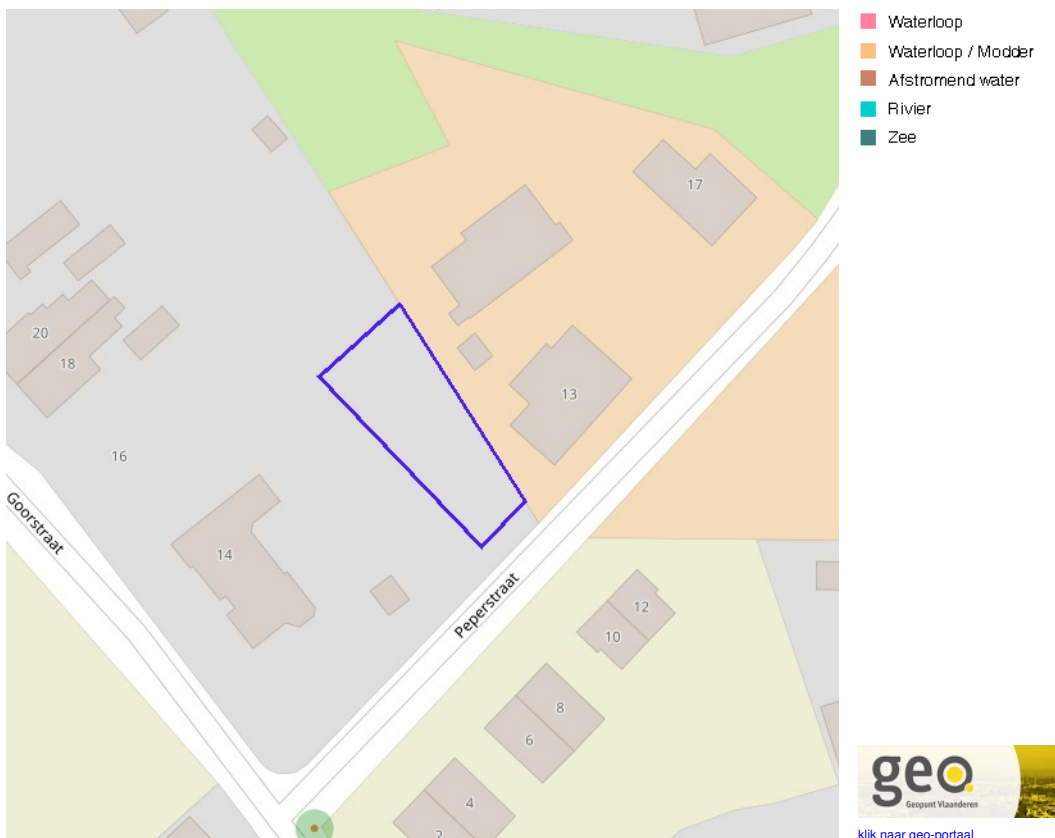 Waterloop
Waterloop / Modder
Afstromend water
Rivier
Zee
17
20
18
13
16
Goorstraat
14
Peperstraat
12
10
8
6
4
2
geo.
Geopunt Vlaanderen
klik naar geo-portaal